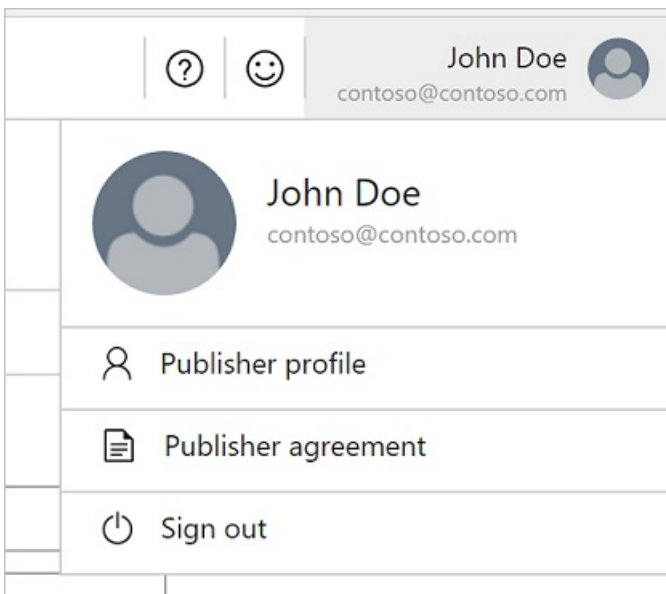 John Doe
contoso@contoso.com
John Doe
contoso@contoso.com
Publisher profile
Publisher agreement
Sign out